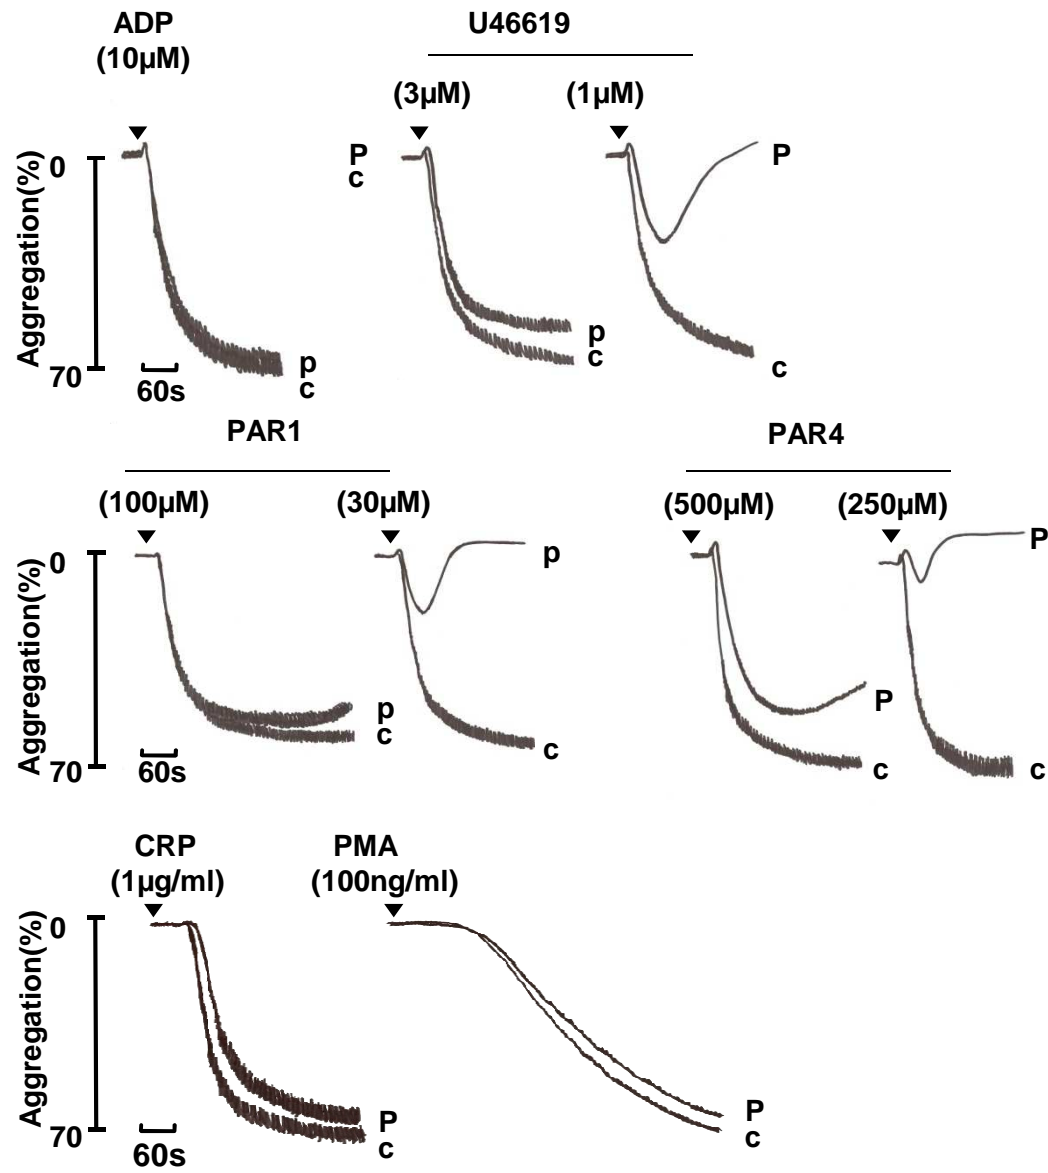 ADP
(10µM)
U46619
(3µM)
(1µM)
Aggregation(%)
0
70
60s
p
c
P
c
p
c
P
c
PAR1
(100µM)
(30µM)
PAR4
(500µM)
(250µM)
Aggregation(%)
0
70
60s
p
c
p
c
P
c
P
c
CRP
(1µg/ml)
PMA
(100ng/ml)
Aggregation(%)
0
70
60s
P
c
P
c